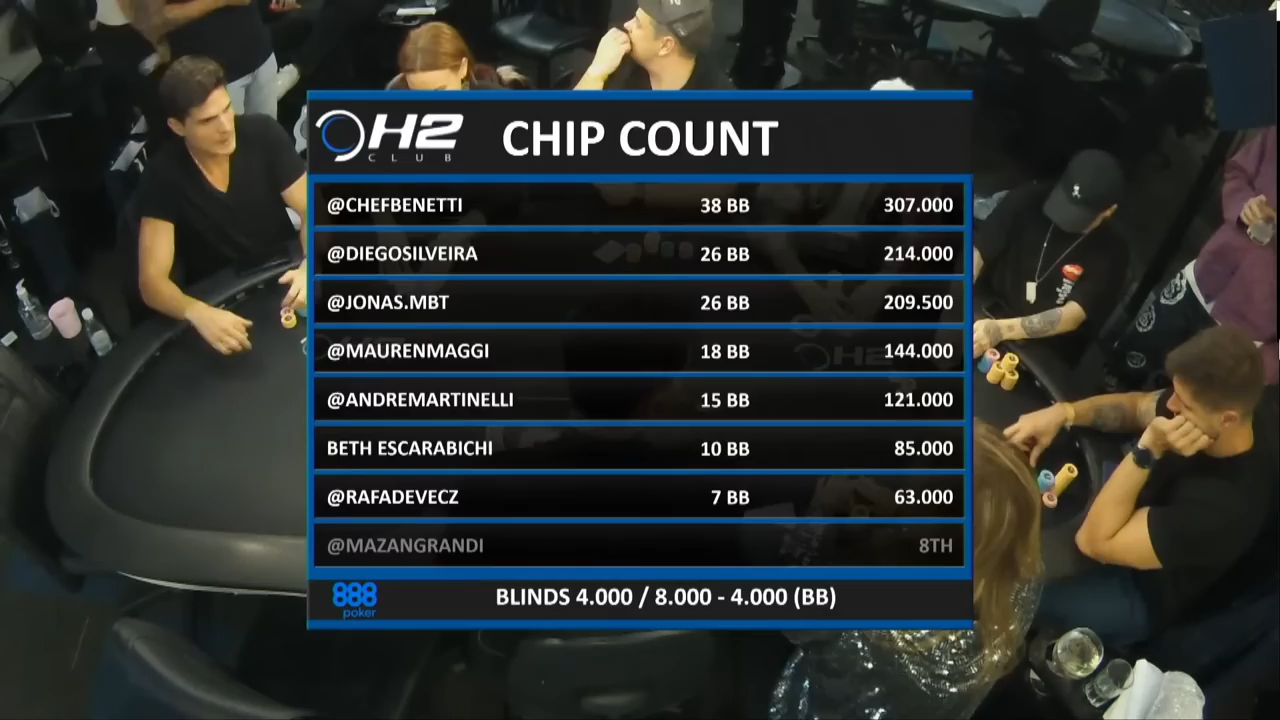 H2
CLUB
CHIP COUNT
@CHEFBENETTI 38 BB 307.000
@DIEGOSILVEIRA 26 BB 214.000
@JONAS.MBT 26 BB 209.500
@MAURENMAGGI 18 BB 144.000
@ANDREMARTINELLI 15 BB 121.000
BETH ESCARABICHI 10 BB 85.000
@RAFADEVECZ 7 BB 63.000
@MAZANGRANDI 8TH
888
poker
BLINDS 4.000 / 8.000 - 4.000 (BB)